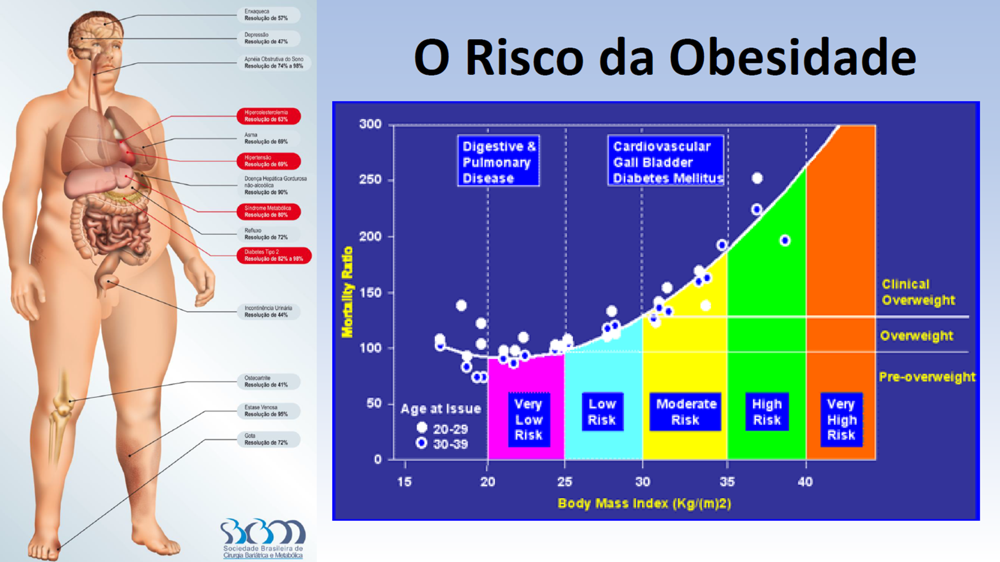 Enxaqueca
Resolução de 57%
Depressão
Resolução de 47%
Apnéia Obstrutiva do Sono
Resolução de 74% a 98%
Hipercolesterolemia
Resolução de 63%
Asma
Resolução de 69%
Hipertensão
Resolução de 69%
Doença Hepática Gordurosa
não-alcoólica
Resolução de 90%
Síndrome Metabólica
Resolução de 80%
Refluxo
Resolução de 72%
Diabetes Tipo 2
Resolução de 82% a 98%
Incontinência Urinária
Resolução de 44%
Osteoartrite
Resolução de 41%
Estase Venosa
Resolução de 95%
Gota
Resolução de 72%
SBCBM
Sociedade Brasileira de
Cirurgia Bariátrica e Metabólica
O Risco da Obesidade
300
250
200
150
100
50
0
Mortality Ratio
Digestive &
Pulmonary
Disease
Cardiovascular
Gall Bladder
Diabetes Mellitus
Clinical
Overweight
Overweight
Pre-overweight
Age at Issue
20-29
30-39
Very
Low
Risk
Low
Risk
Moderate
Risk
High
Risk
Very
High
Risk
15 20 25 30 35 40
Body Mass Index (Kg/(m)2)